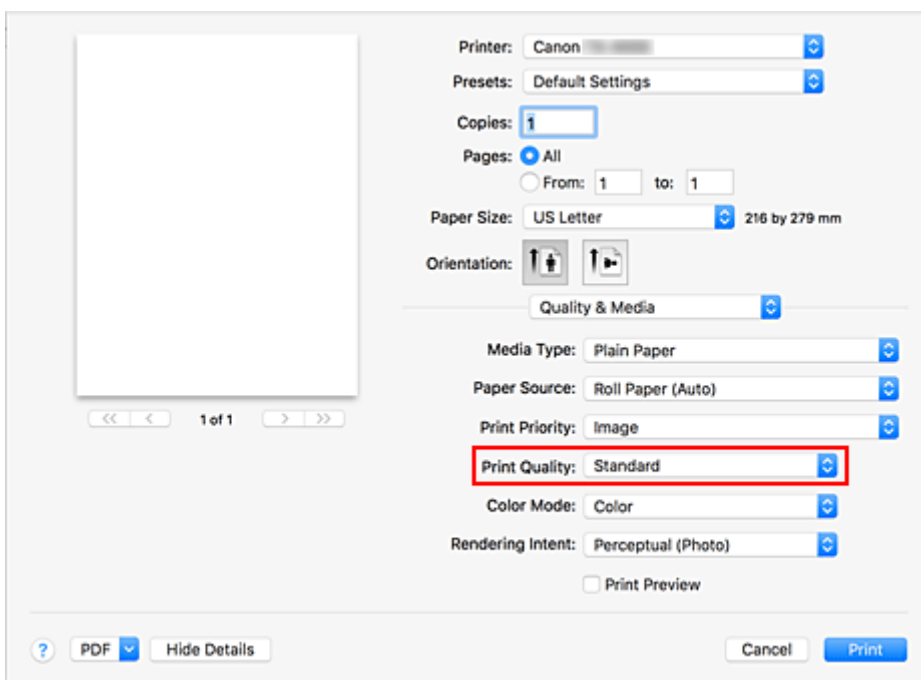 Printer: Canon
Presets: Default Settings
Copies: 1
Pages: All
From: 1 to: 1
Paper Size: US Letter 216 by 279 mm
Orientation:
Quality & Media
Media Type: Plain Paper
Paper Source: Roll Paper (Auto)
Print Priority: Image
Print Quality: Standard
Color Mode: Color
Rendering Intent: Perceptual (Photo)
Print Preview
<< < 1 of 1 > >>
? PDF Hide Details Cancel Print